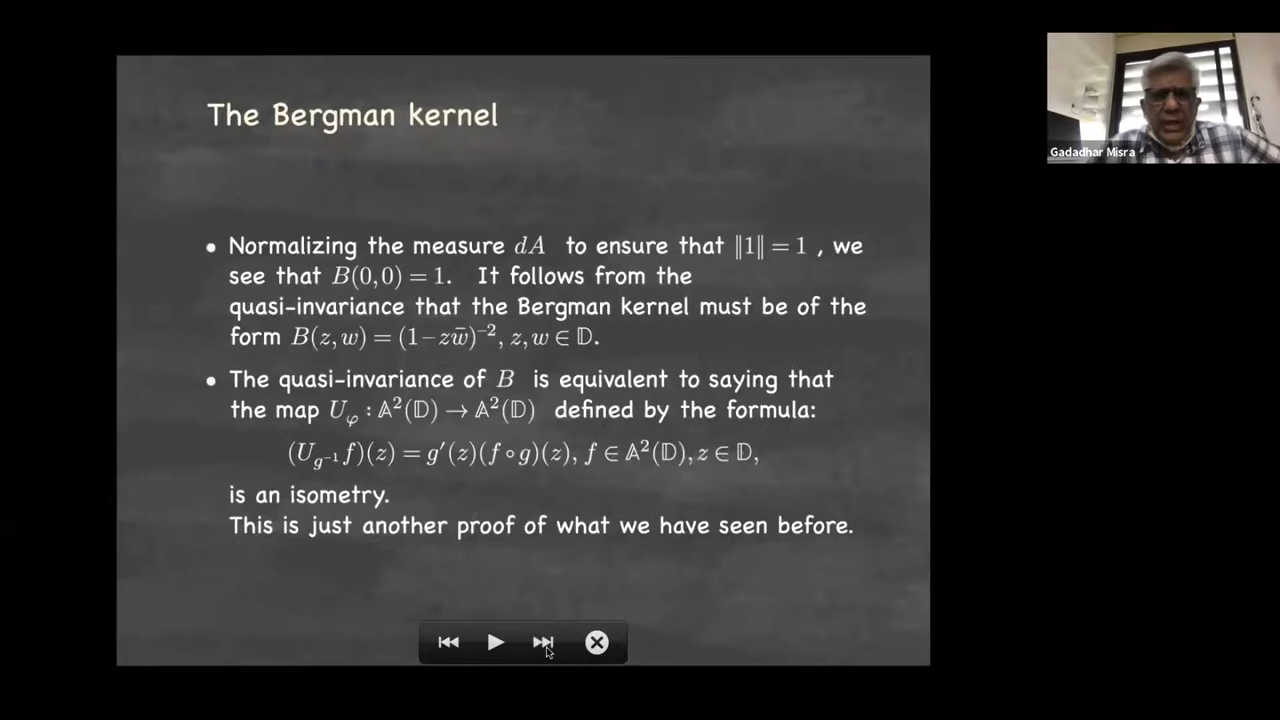 The Bergman kernel
• Normalizing the measure dA to ensure that ‖1‖ = 1 , we
see that B(0,0) = 1. It follows from the
quasi-invariance that the Bergman kernel must be of the
form B(z,w) = (1−zw̄)⁻², z,w ∈ 𝔻.
• The quasi-invariance of B is equivalent to saying that
the map U_φ : 𝔸²(𝔻) → 𝔸²(𝔻) defined by the formula:
(U_{g⁻¹}f)(z) = g′(z)(f∘g)(z), f ∈ 𝔸²(𝔻), z ∈ 𝔻,
is an isometry.
This is just another proof of what we have seen before.
Gadadhar Misra